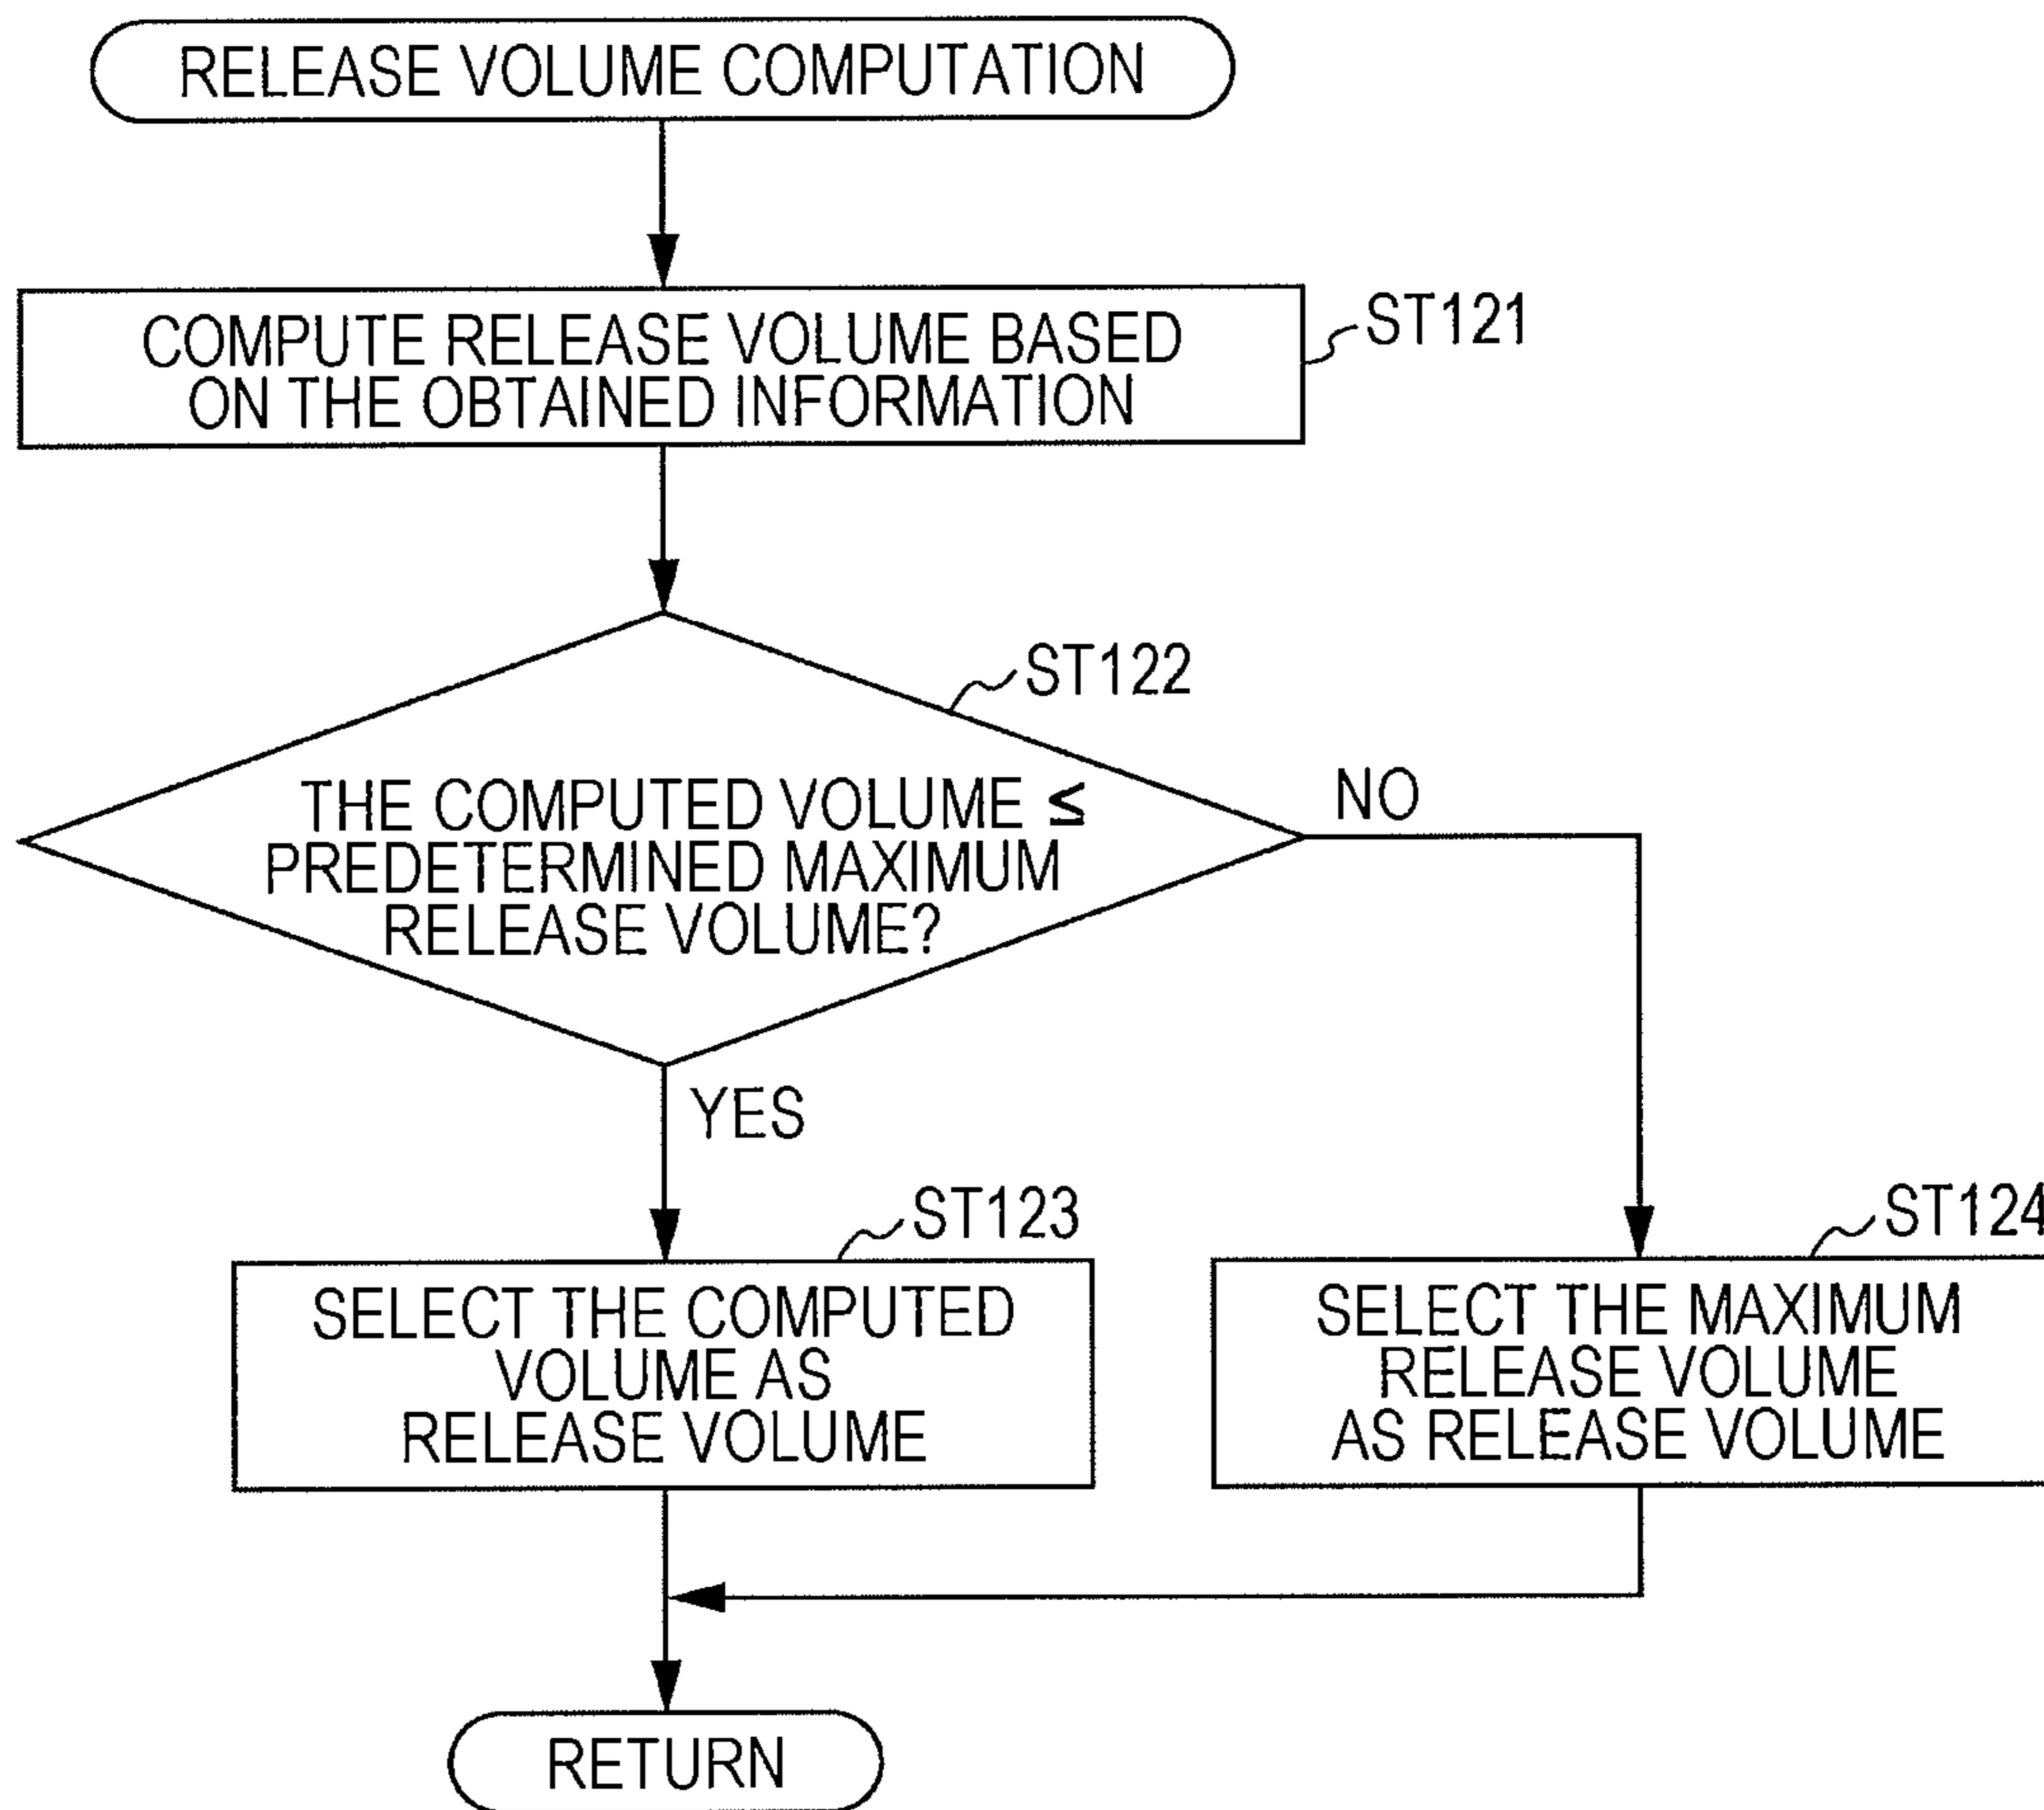 RELEASE VOLUME COMPUTATION
COMPUTE RELEASE VOLUME BASED
ON THE OBTAINED INFORMATION
ST121
ST122
THE COMPUTED VOLUME ≤
PREDETERMINED MAXIMUM
RELEASE VOLUME?
NO
YES
ST123
SELECT THE COMPUTED
VOLUME AS
RELEASE VOLUME
ST124
SELECT THE MAXIMUM
RELEASE VOLUME
AS RELEASE VOLUME
RETURN